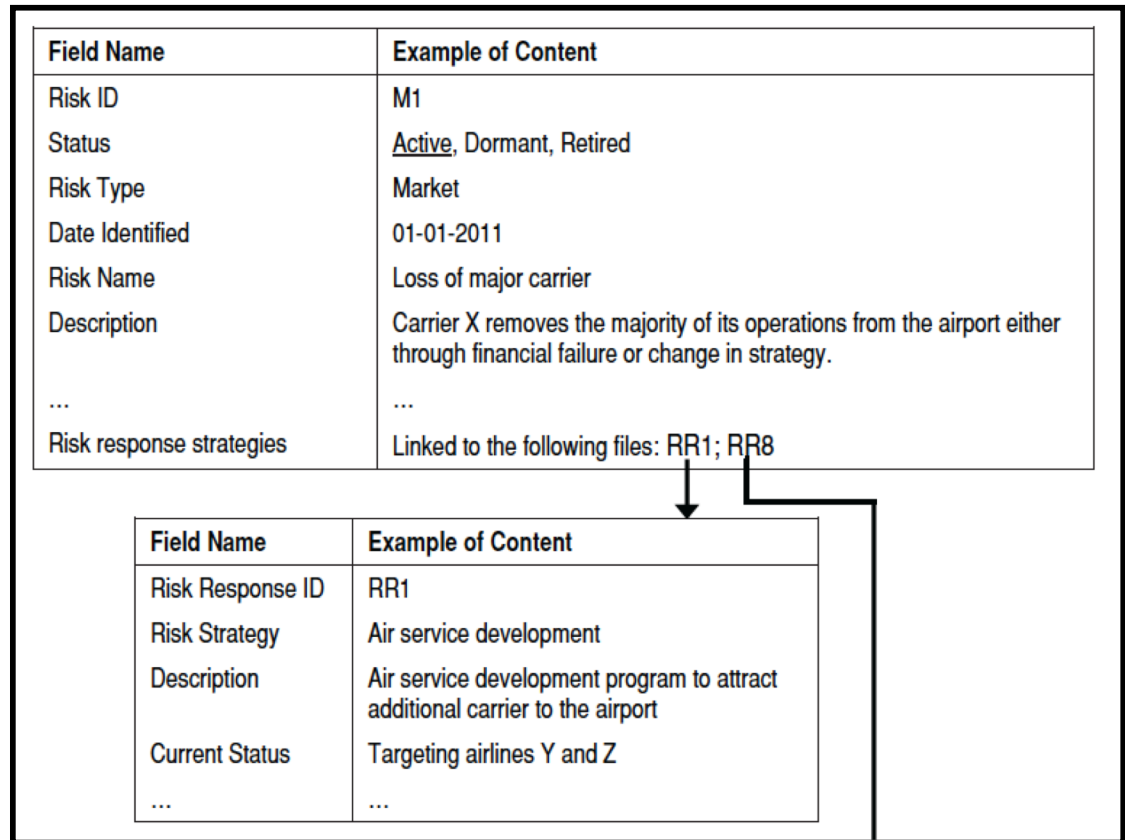 Field Name Example of Content
Risk ID M1
Status Active, Dormant, Retired
Risk Type Market
Date Identified 01-01-2011
Risk Name Loss of major carrier
Description Carrier X removes the majority of its operations from the airport either
through financial failure or change in strategy.
... ...
Risk response strategies Linked to the following files: RR1; RR8
Field Name Example of Content
Risk Response ID RR1
Risk Strategy Air service development
Description Air service development program to attract
additional carrier to the airport
Current Status Targeting airlines Y and Z
... ...